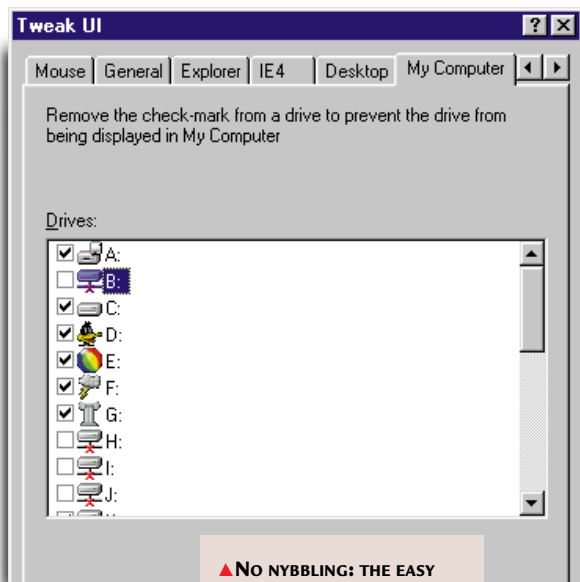 Tweak UI
Mouse General Explorer IE4 Desktop My Computer
Remove the check-mark from a drive to prevent the drive from
being displayed in My Computer
Drives:
A:
B:
C:
D:
E:
F:
G:
H:
I:
J:
▲NO NYBBLING: THE EASY